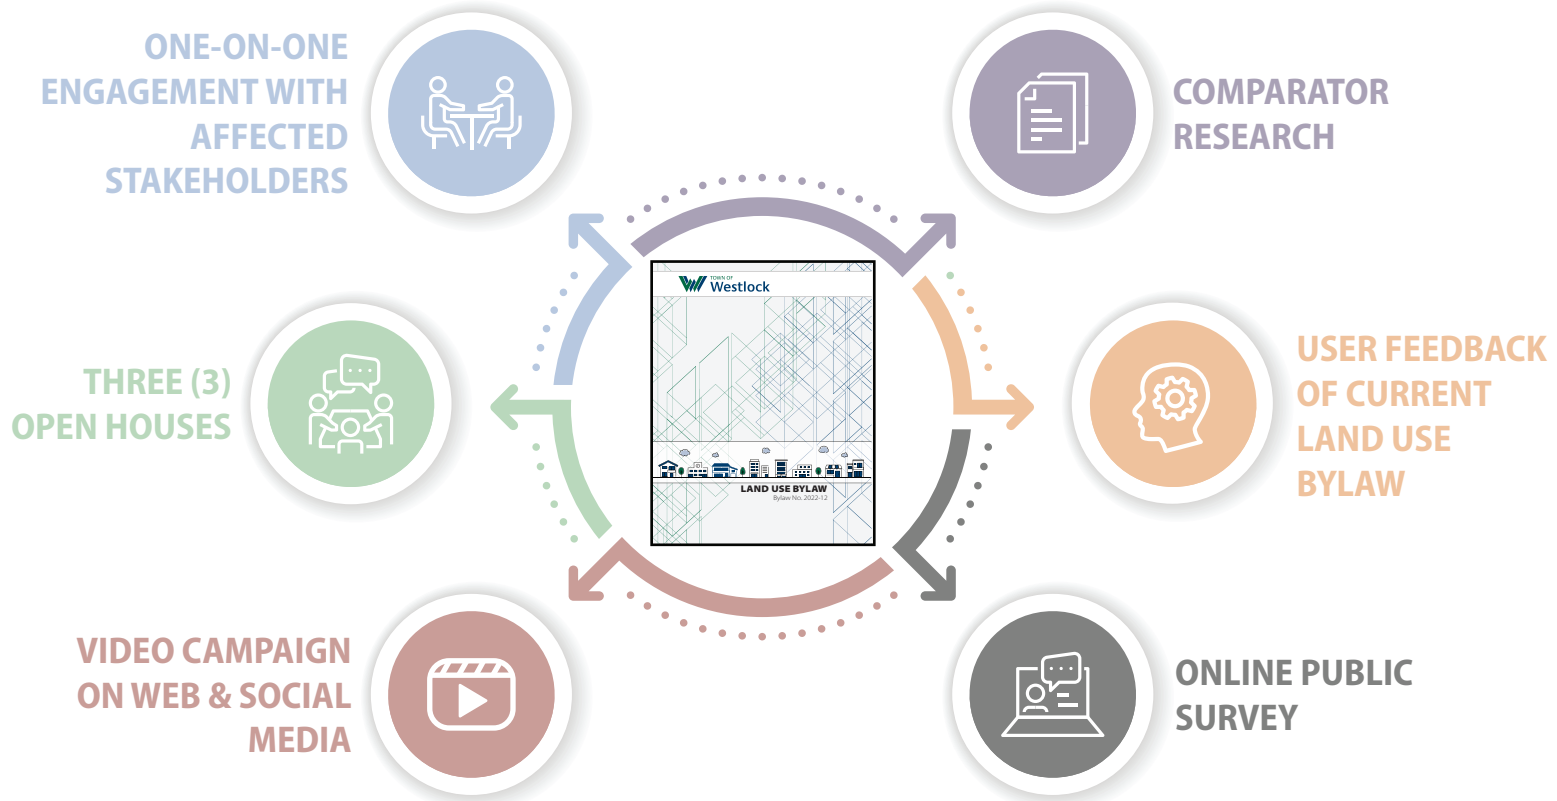 ONE-ON-ONE
ENGAGEMENT WITH
AFFECTED
STAKEHOLDERS
COMPARATOR
RESEARCH
TOWN OF
Westlock
THREE (3)
OPEN HOUSES
USER FEEDBACK
OF CURRENT
LAND USE
BYLAW
LAND USE BYLAW
Bylaw No. 2022-12
VIDEO CAMPAIGN
ON WEB & SOCIAL
MEDIA
ONLINE PUBLIC
SURVEY